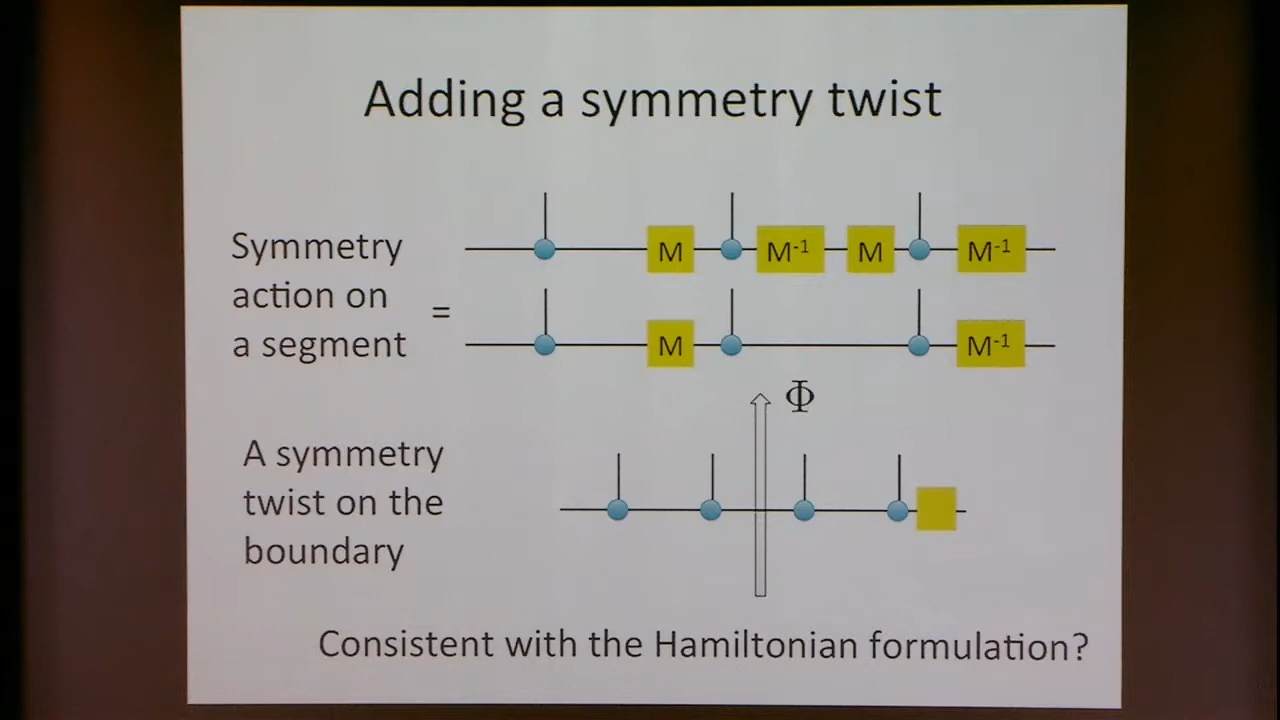 Adding a symmetry twist
Symmetry
action on
a segment
=
M M⁻¹ M M⁻¹
M M⁻¹
Φ
A symmetry
twist on the
boundary
Consistent with the Hamiltonian formulation?